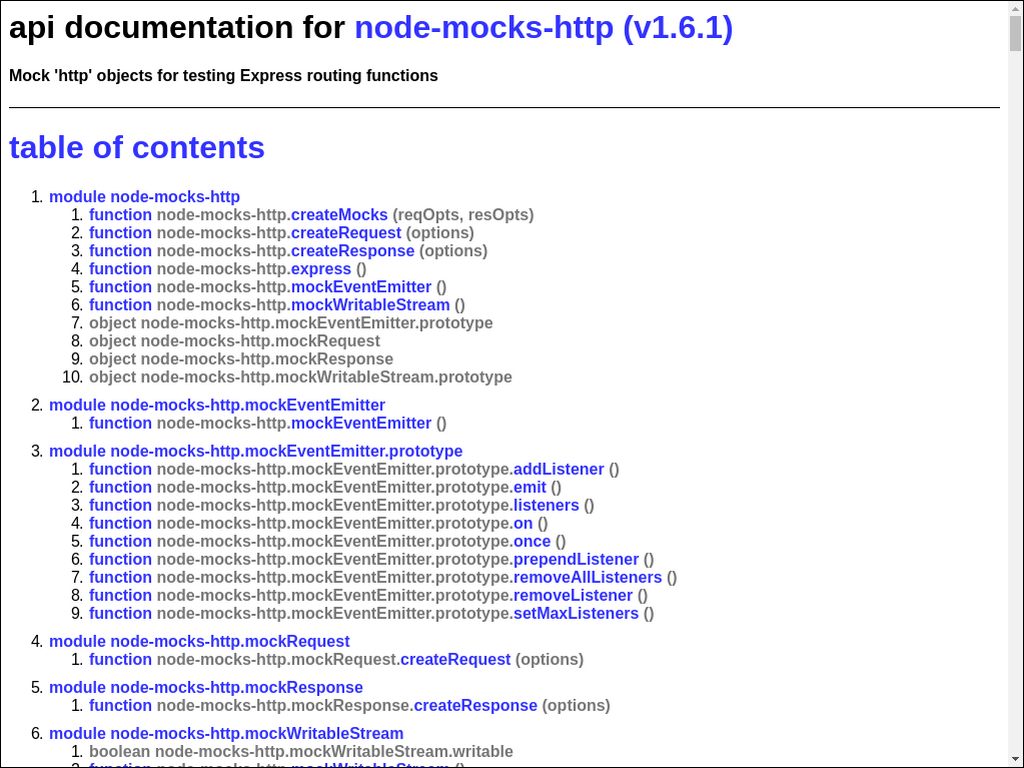 api documentation for node-mocks-http (v1.6.1)
Mock 'http' objects for testing Express routing functions
table of contents
1. module node-mocks-http
1. function node-mocks-http.createMocks (reqOpts, resOpts)
2. function node-mocks-http.createRequest (options)
3. function node-mocks-http.createResponse (options)
4. function node-mocks-http.express ()
5. function node-mocks-http.mockEventEmitter ()
6. function node-mocks-http.mockWritableStream ()
7. object node-mocks-http.mockEventEmitter.prototype
8. object node-mocks-http.mockRequest
9. object node-mocks-http.mockResponse
10. object node-mocks-http.mockWritableStream.prototype
2. module node-mocks-http.mockEventEmitter
1. function node-mocks-http.mockEventEmitter ()
3. module node-mocks-http.mockEventEmitter.prototype
1. function node-mocks-http.mockEventEmitter.prototype.addListener ()
2. function node-mocks-http.mockEventEmitter.prototype.emit ()
3. function node-mocks-http.mockEventEmitter.prototype.listeners ()
4. function node-mocks-http.mockEventEmitter.prototype.on ()
5. function node-mocks-http.mockEventEmitter.prototype.once ()
6. function node-mocks-http.mockEventEmitter.prototype.prependListener ()
7. function node-mocks-http.mockEventEmitter.prototype.removeAllListeners ()
8. function node-mocks-http.mockEventEmitter.prototype.removeListener ()
9. function node-mocks-http.mockEventEmitter.prototype.setMaxListeners ()
4. module node-mocks-http.mockRequest
1. function node-mocks-http.mockRequest.createRequest (options)
5. module node-mocks-http.mockResponse
1. function node-mocks-http.mockResponse.createResponse (options)
6. module node-mocks-http.mockWritableStream
1. boolean node-mocks-http.mockWritableStream.writable
2. function node-mocks-http.mockWritableStream ()